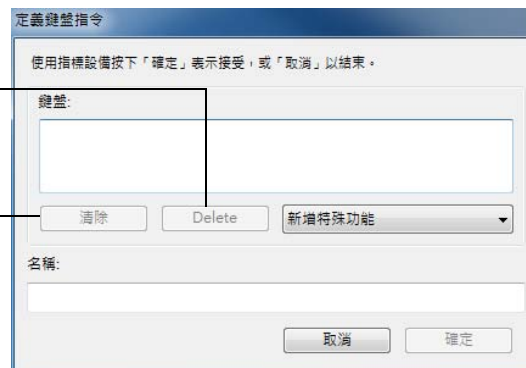 定義鍵盤指令
使用指標設備按下「確定」表示接受，或「取消」以結束。
鍵盤:
清除
Delete
新增特殊功能
名稱:
取消
確定